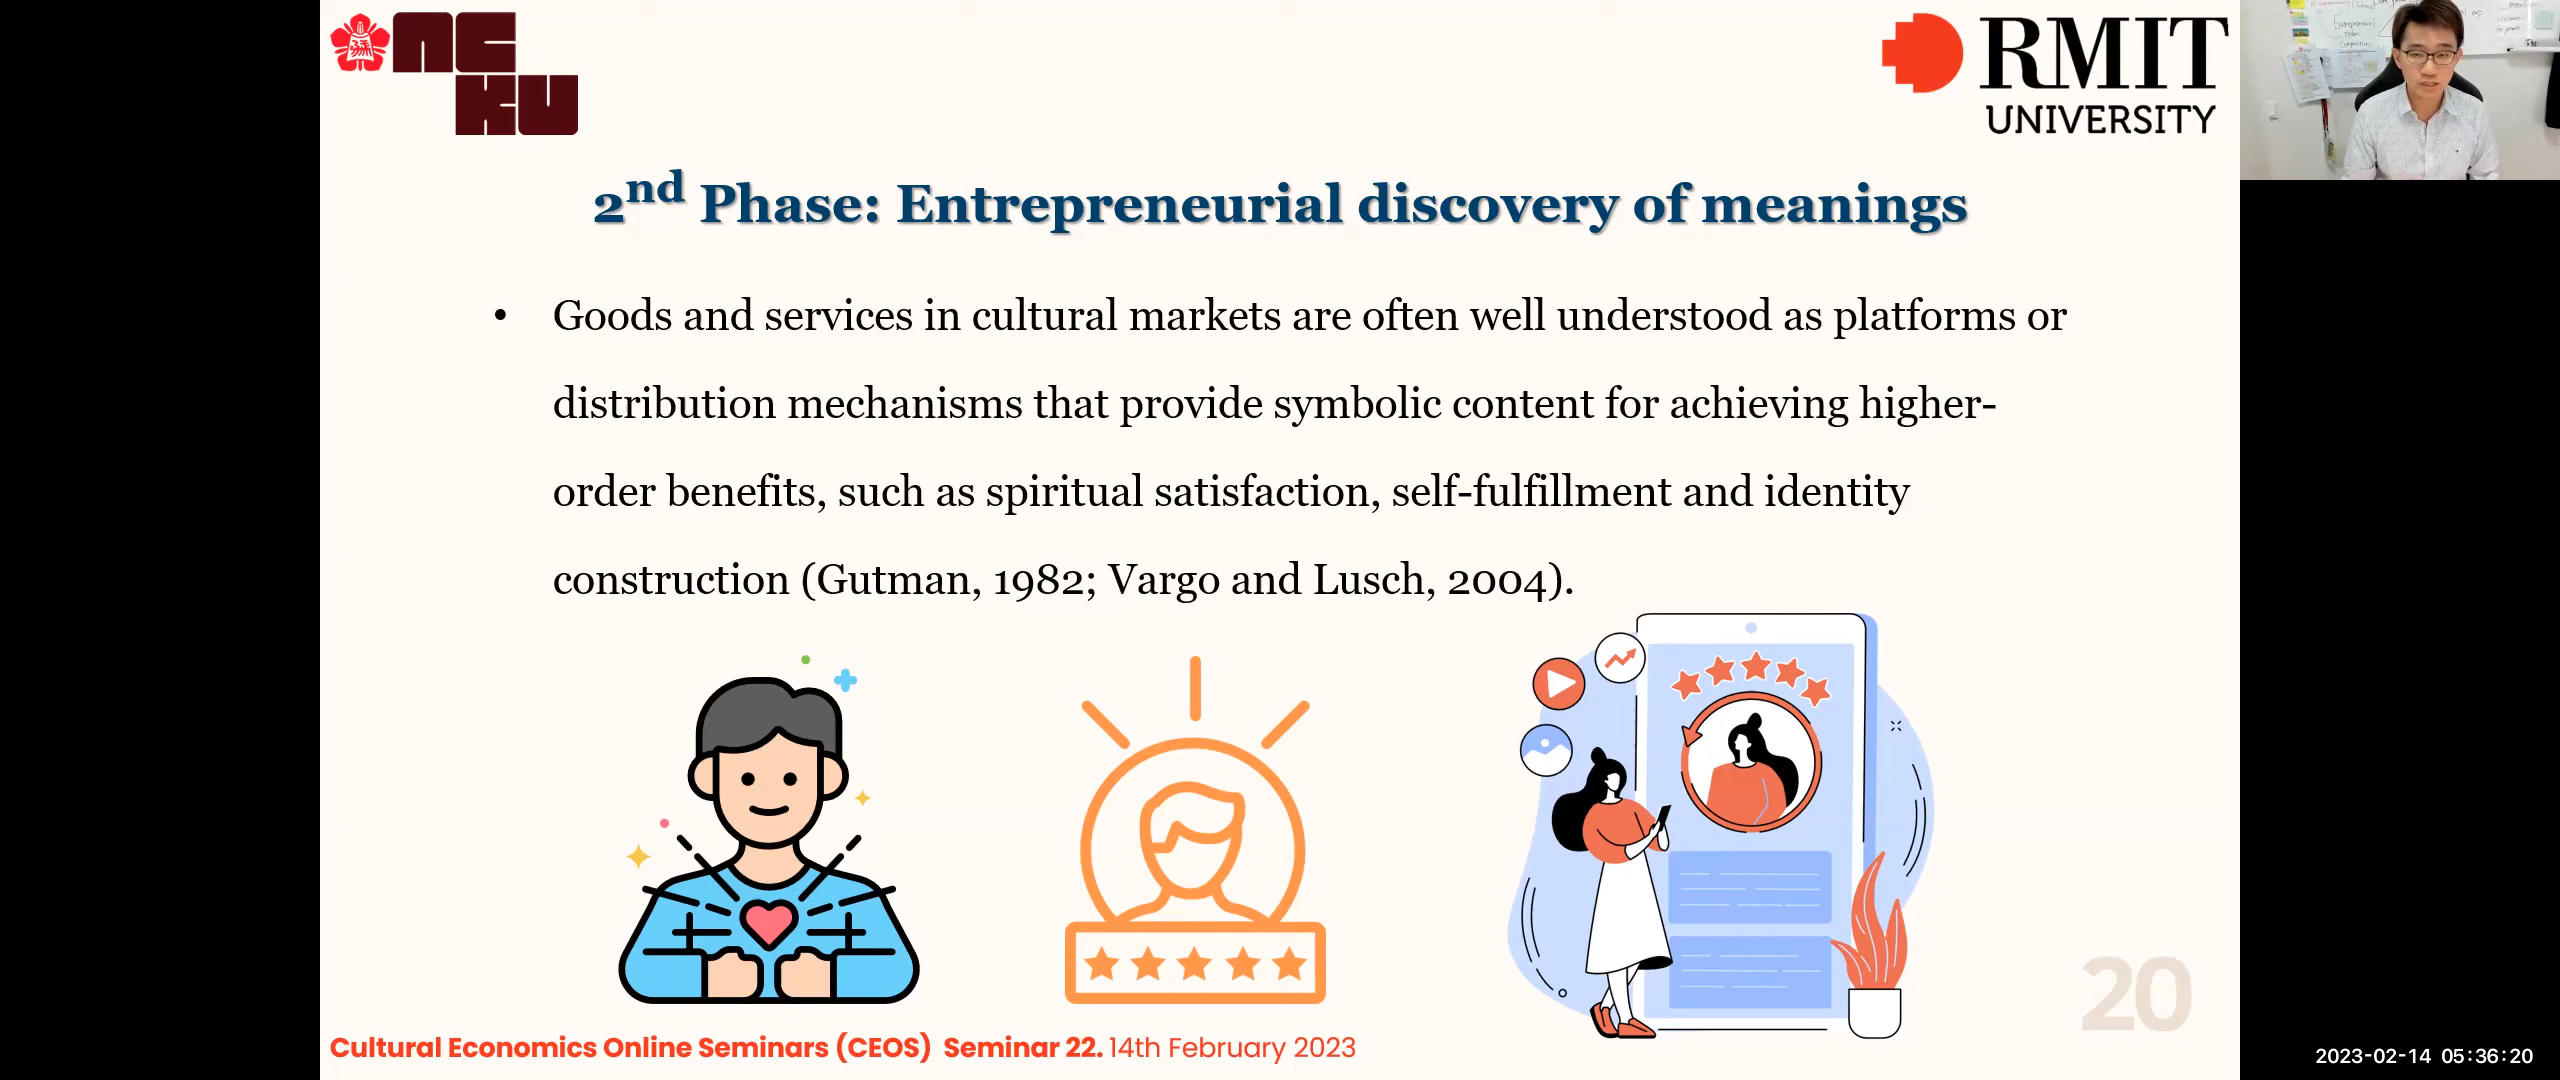 NCKU
RMIT
UNIVERSITY
2nd Phase: Entrepreneurial discovery of meanings
• Goods and services in cultural markets are often well understood as platforms or
distribution mechanisms that provide symbolic content for achieving higher-
order benefits, such as spiritual satisfaction, self-fulfillment and identity
construction (Gutman, 1982; Vargo and Lusch, 2004).
20
Cultural Economics Online Seminars (CEOS) Seminar 22. 14th February 2023
2023-02-14 05:36:20